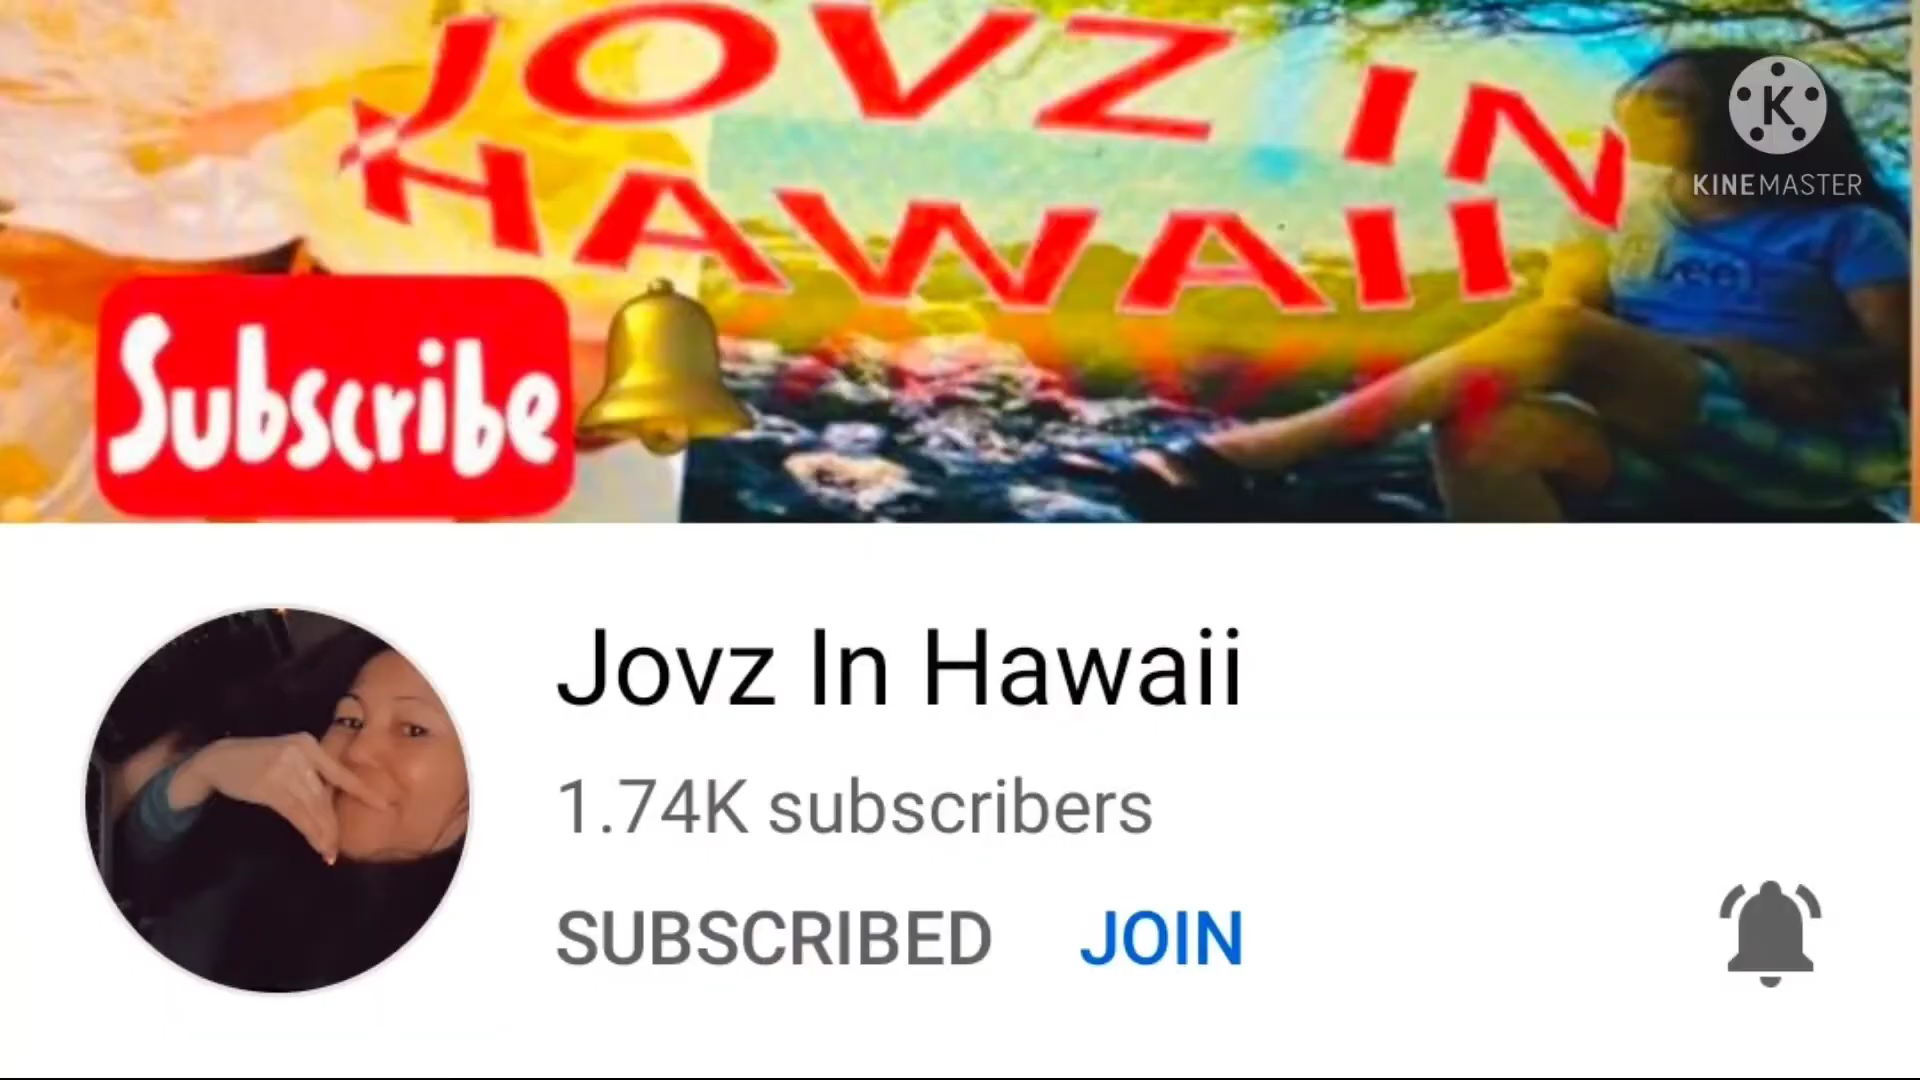 JOVZ IN
HAWAII
K
KINEMASTER
Subscribe
Jovz In Hawaii
1.74K subscribers
SUBSCRIBED JOIN